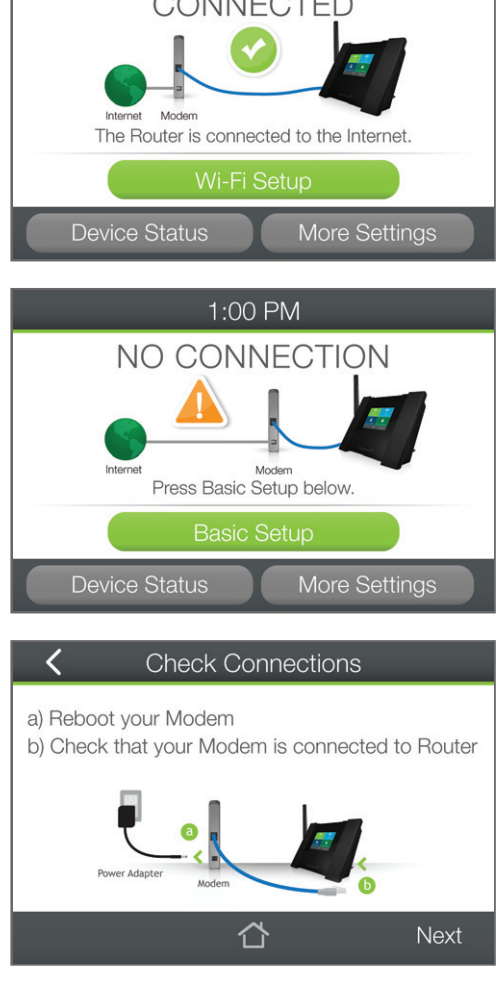 CONNECTED
Internet Modem
The Router is connected to the Internet.
Wi-Fi Setup
Device Status More Settings
1:00 PM
NO CONNECTION
Internet Modem
Press Basic Setup below.
Basic Setup
Device Status More Settings
Check Connections
a) Reboot your Modem
b) Check that your Modem is connected to Router
a
Power Adapter Modem b
Next